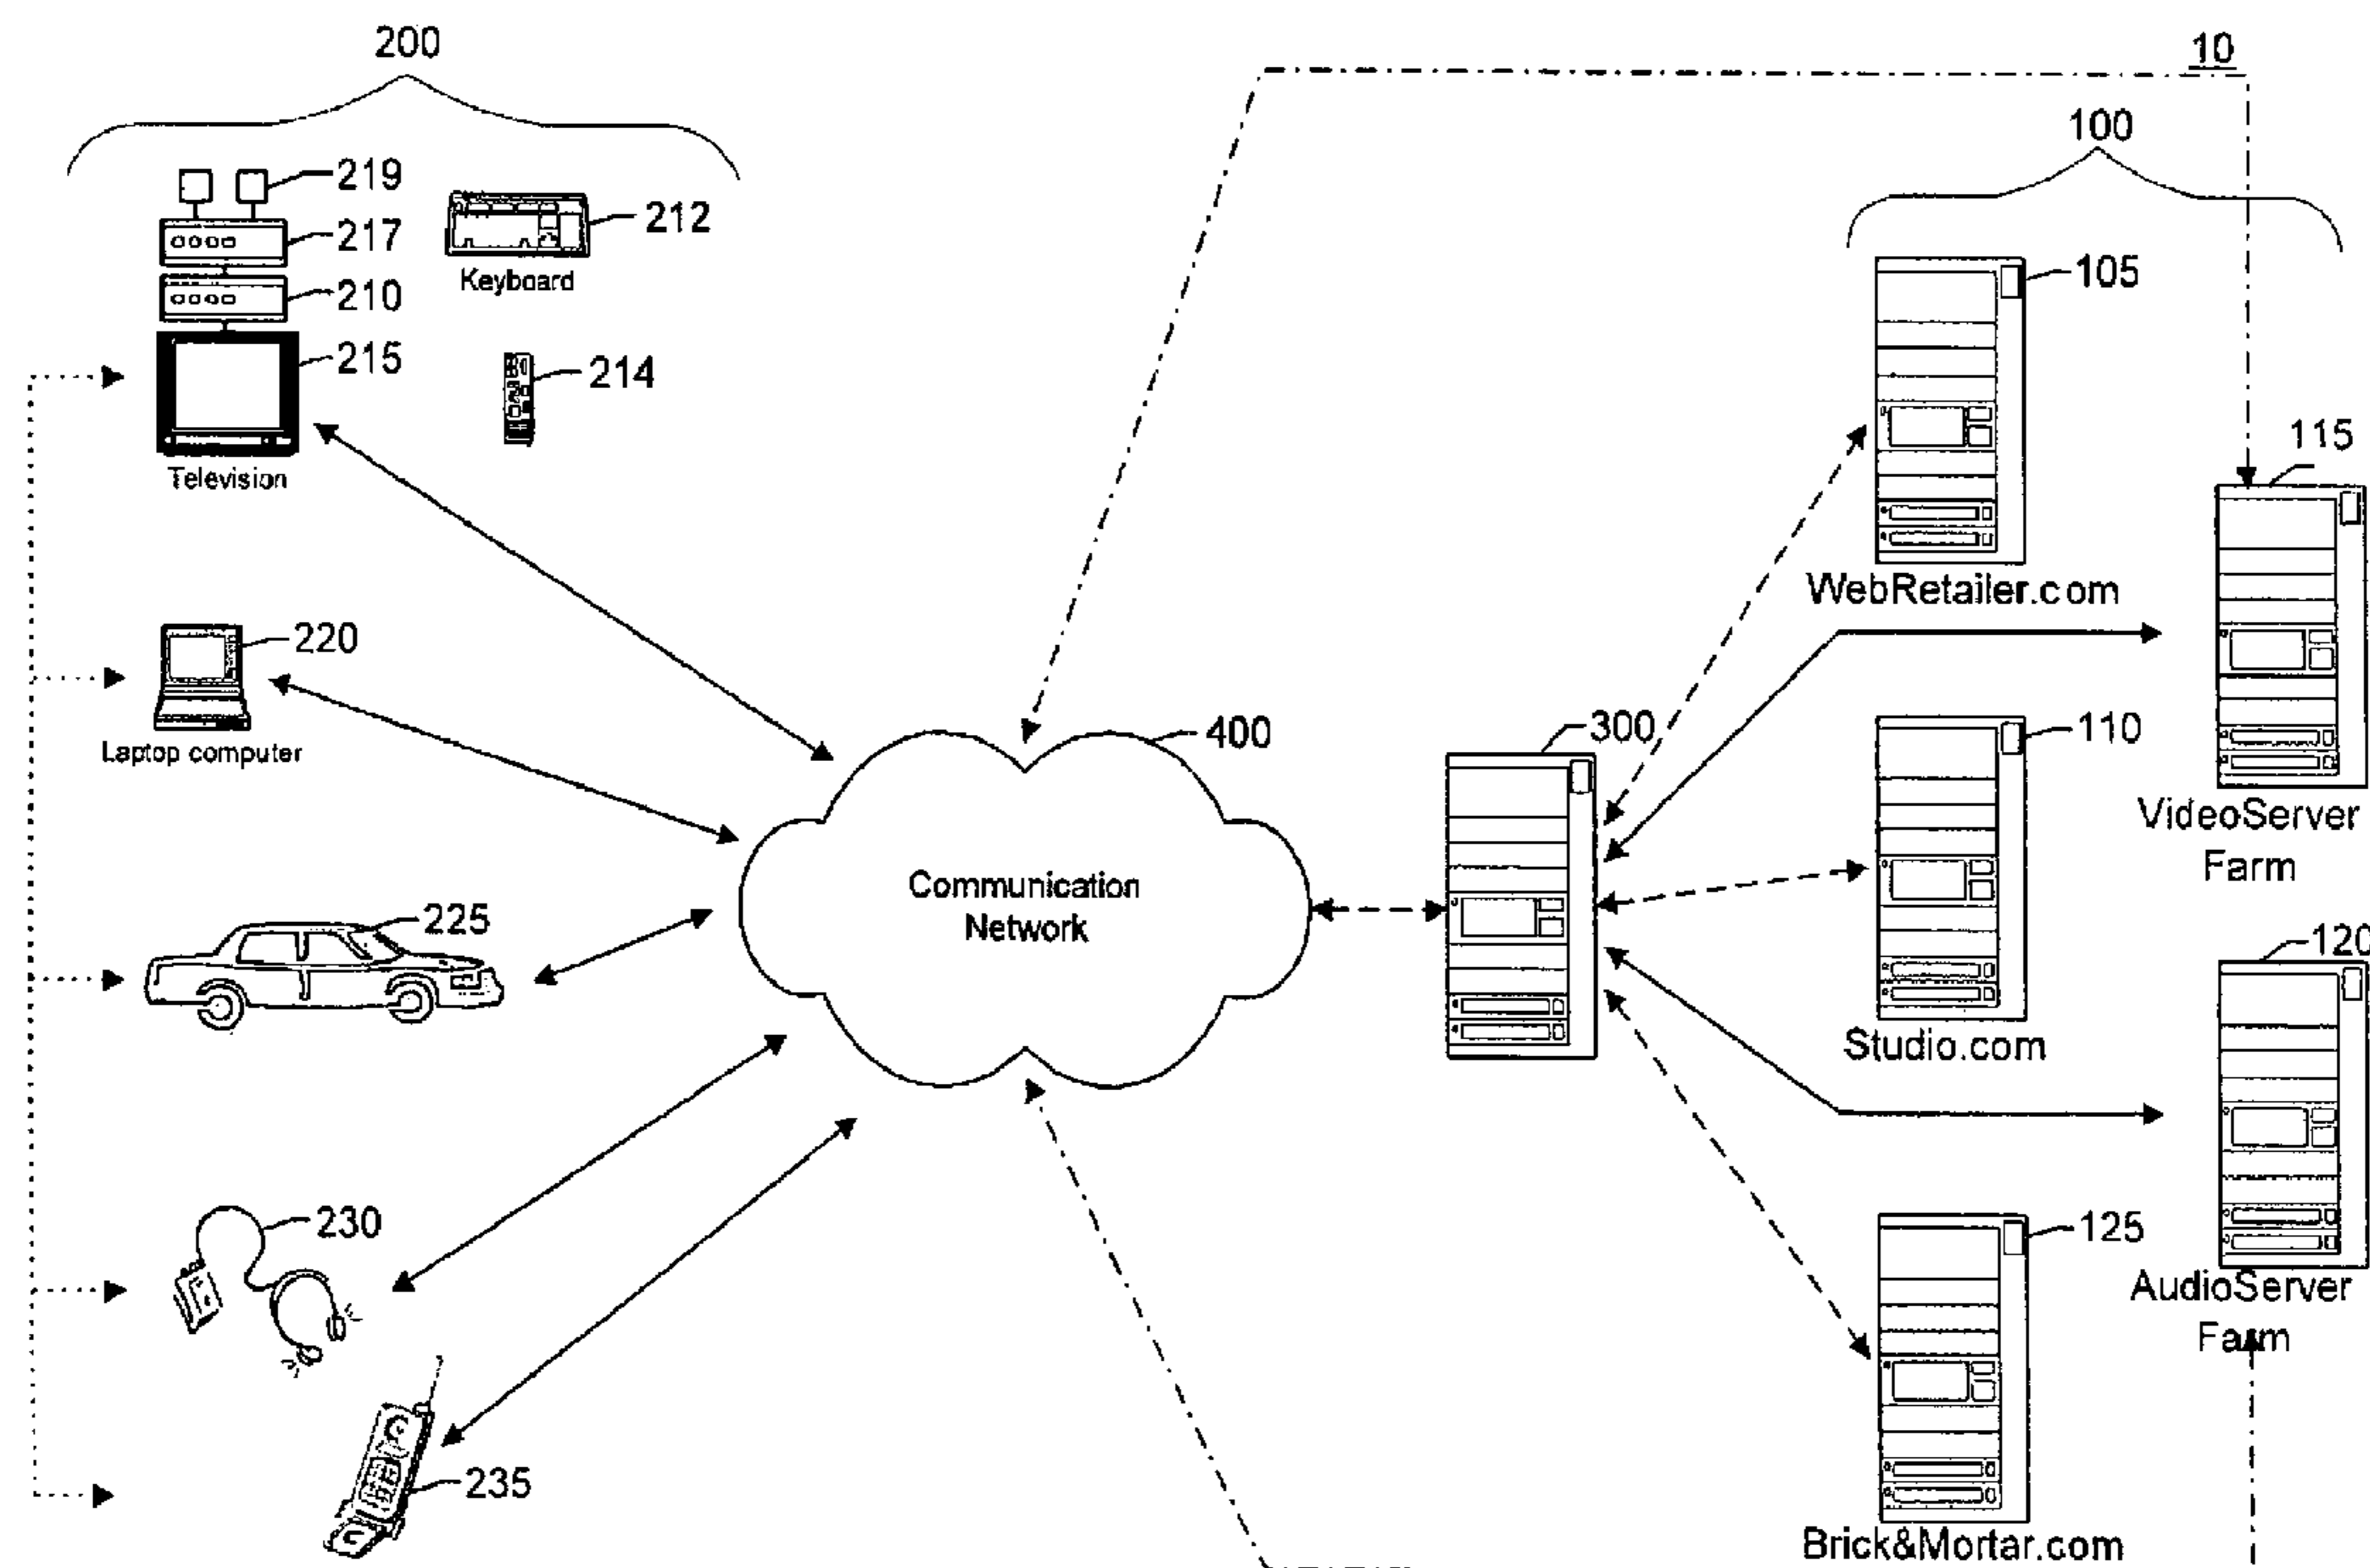 200
10
100
219
217
212
Keyboard
210
215
214
Television
105
WebRetailer.com
115
VideoServer
Farm
220
Laptop computer
400
Communication
Network
300
110
Studio.com
225
120
AudioServer
Farm
230
235
125
Brick&Mortar.com